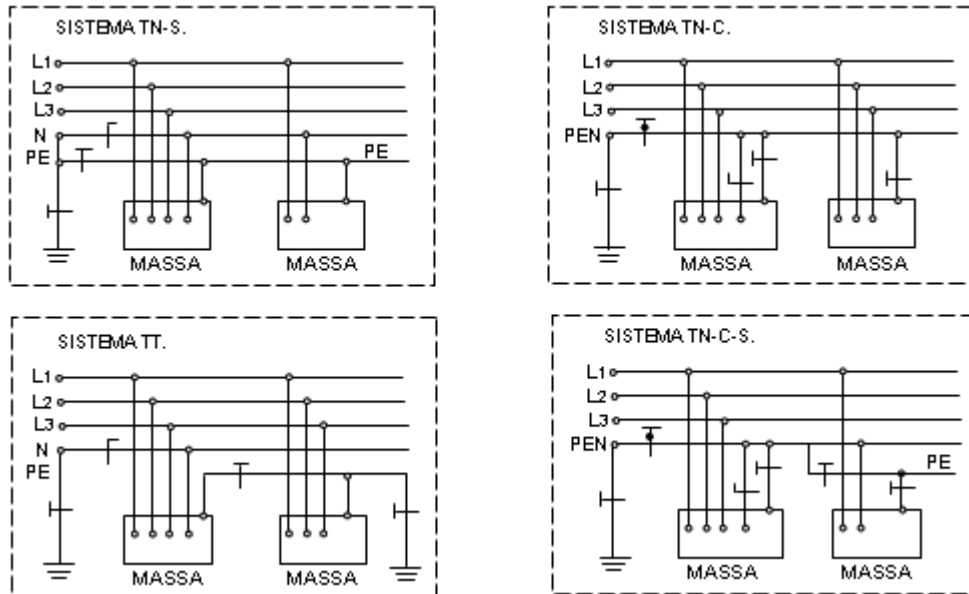 SISTEMA TN-S.
L1
L2
L3
N
PE
PE
MASSA
MASSA
SISTEMA TN-C.
L1
L2
L3
PEN
MASSA
MASSA
SISTEMA TT.
L1
L2
L3
N
PE
MASSA
MASSA
SISTEMA TN-C-S.
L1
L2
L3
PEN
PE
MASSA
MASSA